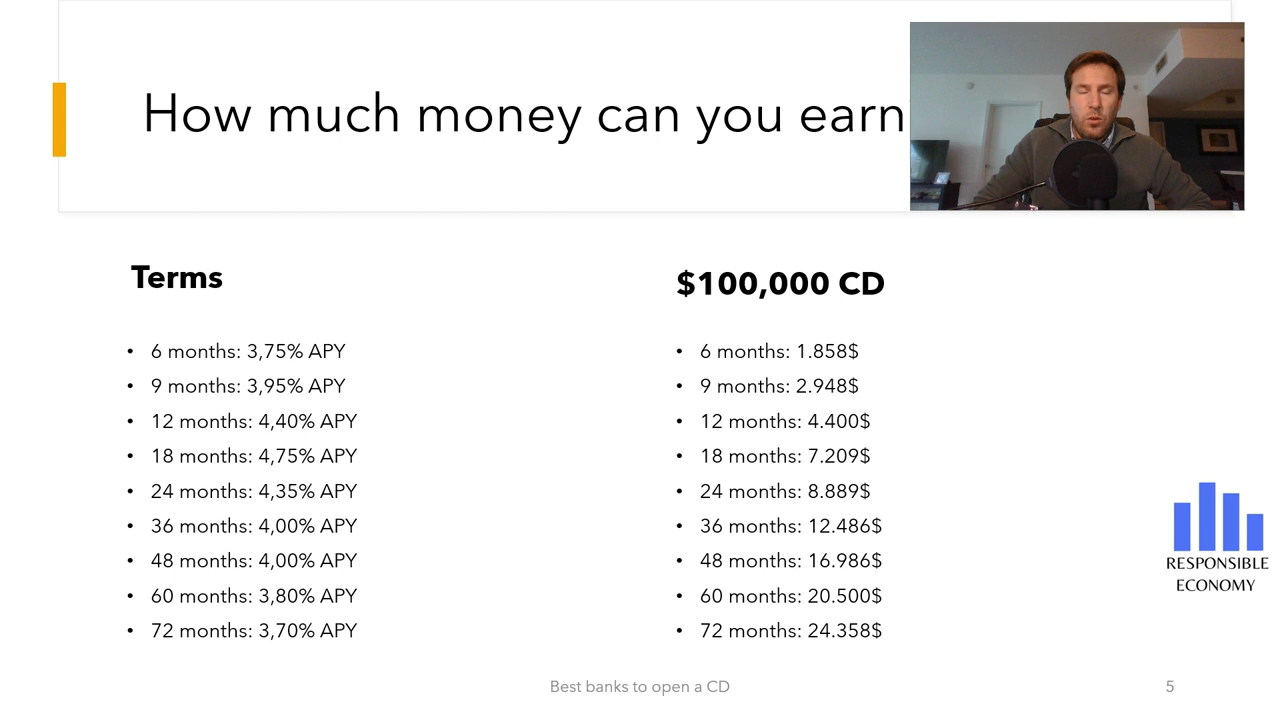 How much money can you earn
Terms
6 months: 3,75% APY
9 months: 3,95% APY
12 months: 4,40% APY
18 months: 4,75% APY
24 months: 4,35% APY
36 months: 4,00% APY
48 months: 4,00% APY
60 months: 3,80% APY
72 months: 3,70% APY
$100,000 CD
6 months: 1.858$
9 months: 2.948$
12 months: 4.400$
18 months: 7.209$
24 months: 8.889$
36 months: 12.486$
48 months: 16.986$
60 months: 20.500$
72 months: 24.358$
RESPONSIBLE
ECONOMY
Best banks to open a CD
5